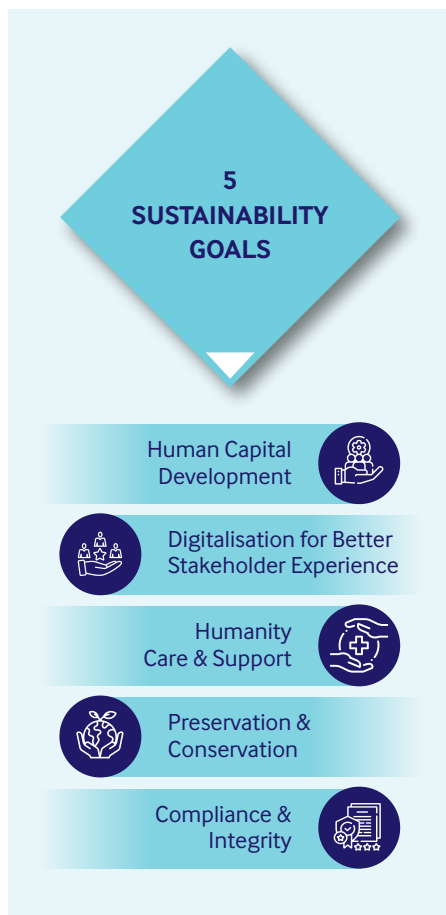 5
SUSTAINABILITY
GOALS
Human Capital
Development
Digitalisation for Better
Stakeholder Experience
Humanity
Care & Support
Preservation &
Conservation
Compliance &
Integrity